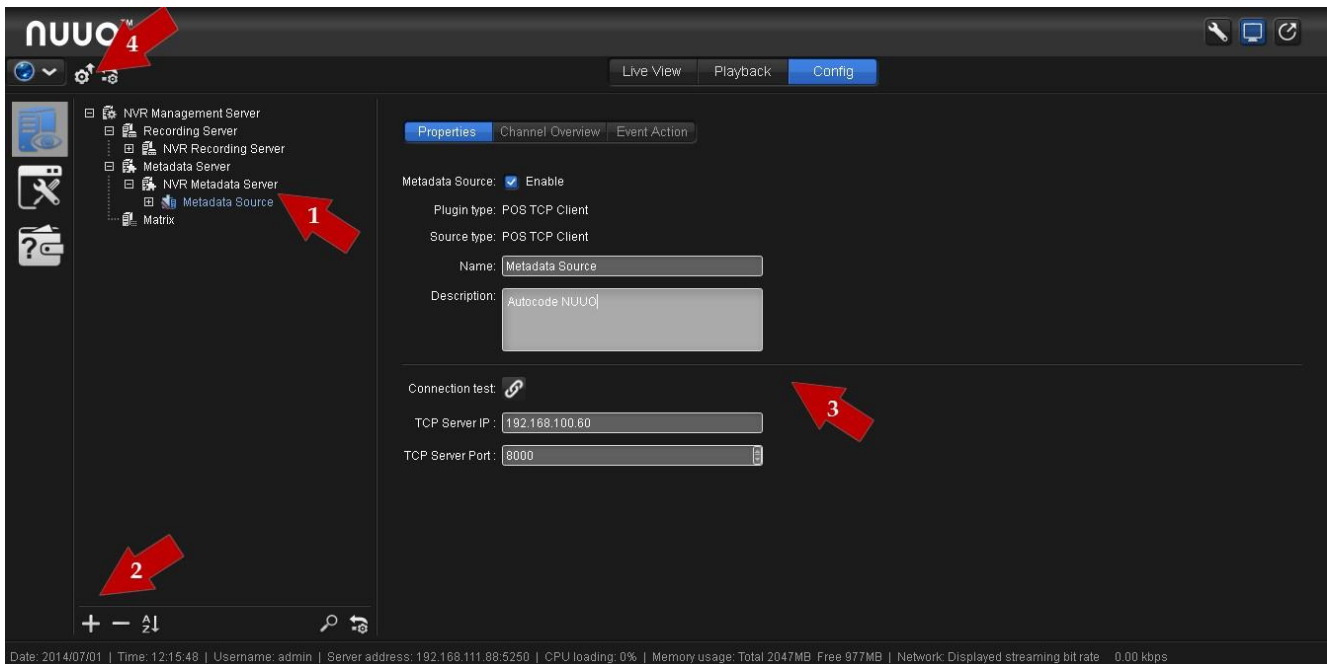 nuuo™
4
Live View Playback Config
NVR Management Server
Recording Server
NVR Recording Server
Metadata Server
NVR Metadata Server
Metadata Source
Matrix
1
Properties Channel Overview Event Action
Metadata Source: Enable
Plugin type: POS TCP Client
Source type: POS TCP Client
Name: Metadata Source
Description: Autocode NUUO
Connection test:
3
TCP Server IP : 192.168.100.60
TCP Server Port : 8000
2
A
Z
Date: 2014/07/01 | Time: 12:15:48 | Username: admin | Server address: 192.168.111.88:5250 | CPU loading: 0% | Memory usage: Total 2047MB Free 977MB | Network: Displayed streaming bit rate 0.00 kbps